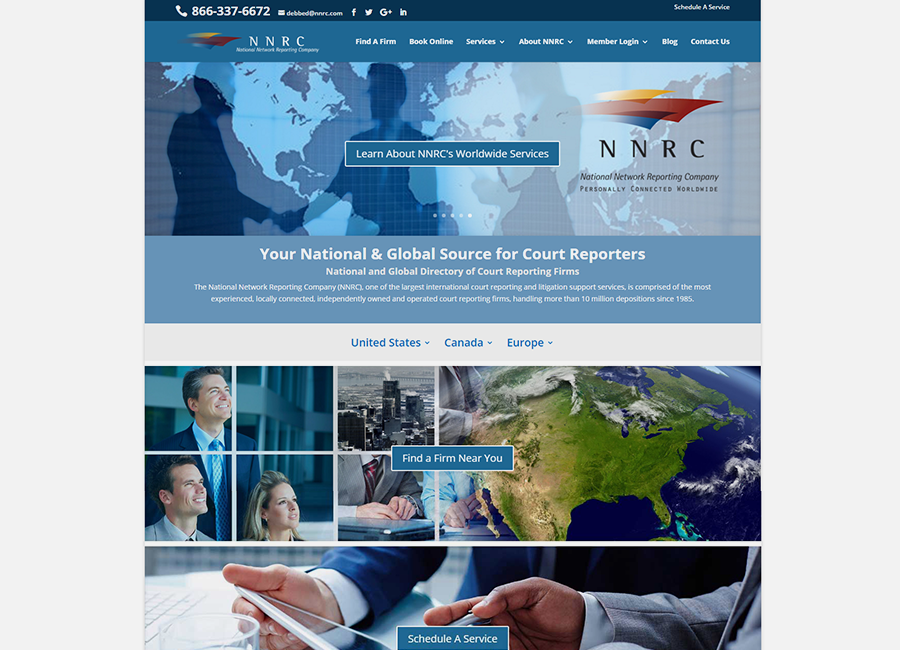 866-337-6672 debbed@nnrc.com
Schedule A Service
N N R C
National Network Reporting Company
Find A Firm Book Online Services About NNRC Member Login Blog Contact Us
Learn About NNRC's Worldwide Services
N N R C
National Network Reporting Company
Personally Connected Worldwide
Your National & Global Source for Court Reporters
National and Global Directory of Court Reporting Firms
The National Network Reporting Company (NNRC), one of the largest international court reporting and litigation support services, is comprised of the most
experienced, locally connected, independently owned and operated court reporting firms, handling more than 10 million depositions since 1985.
United States Canada Europe
Find a Firm Near You
Schedule A Service